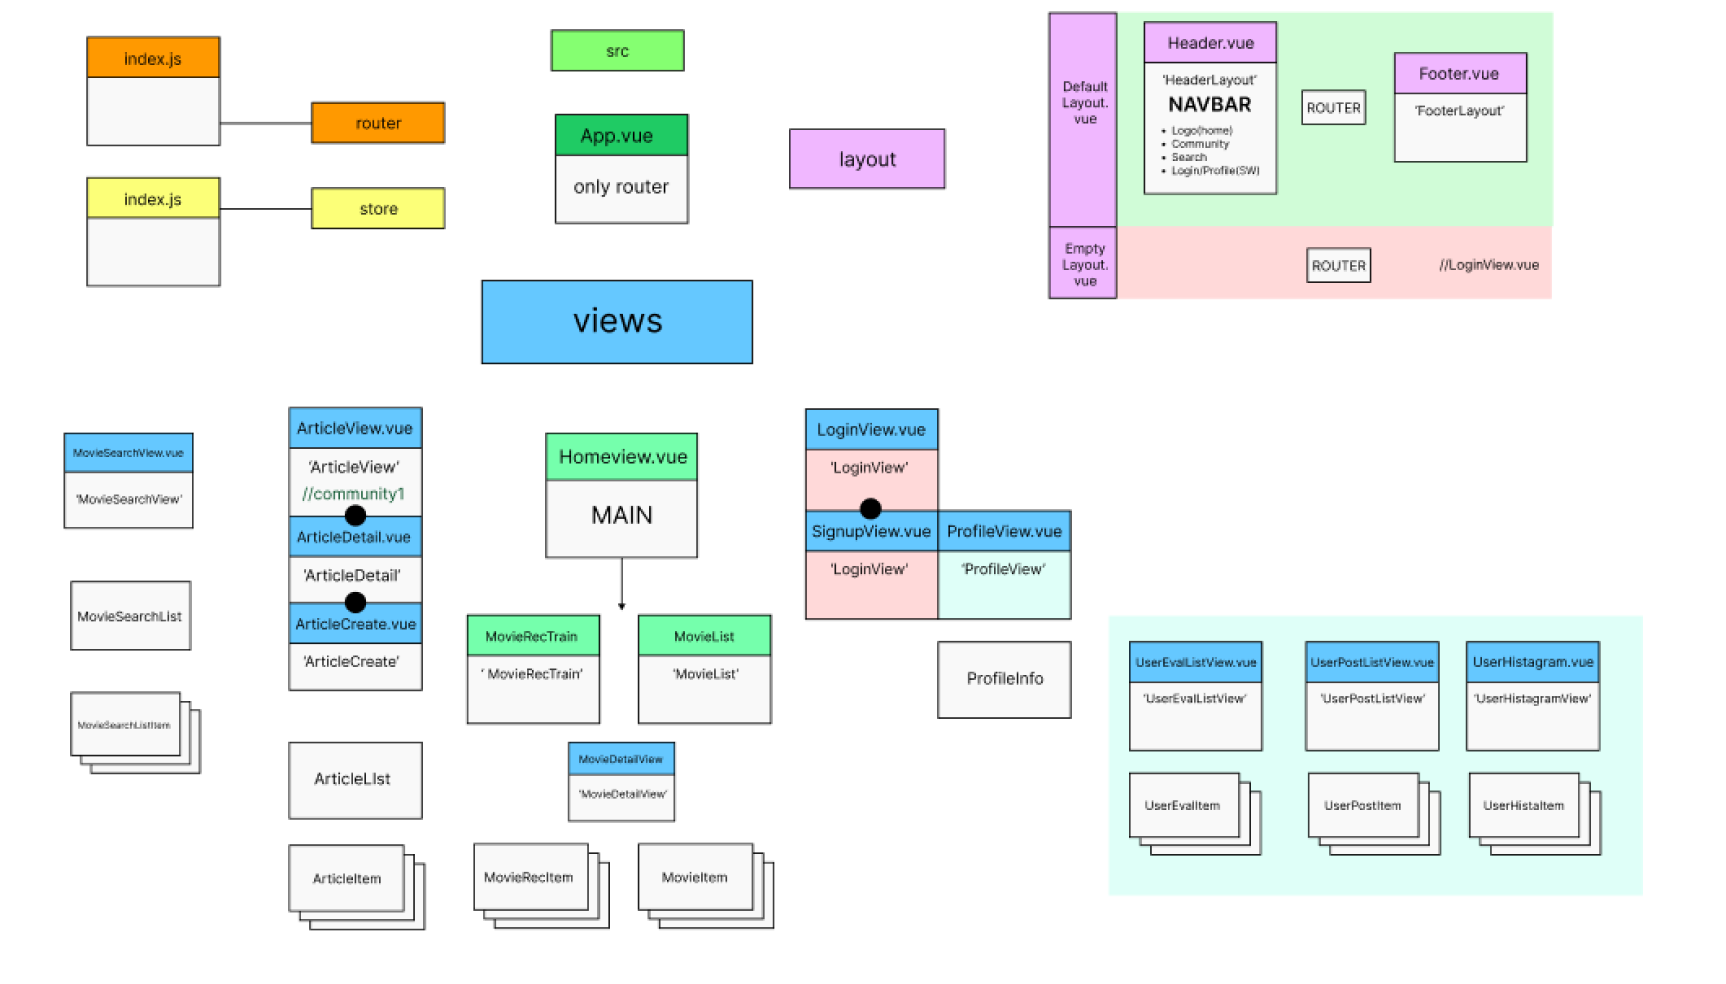 index.js
router
index.js
store
src
App.vue
only router
layout
Default
Layout.
vue
Header.vue
'HeaderLayout'
NAVBAR
• Logo(home)
• Community
• Search
• Login/Profile(SW)
ROUTER
Footer.vue
'FooterLayout'
Empty
Layout.
vue
ROUTER
//LoginView.vue
views
MovieSearchView.vue
'MovieSearchView'
MovieSearchList
MovieSearchListItem
ArticleView.vue
'ArticleView'
//community1
ArticleDetail.vue
'ArticleDetail'
ArticleCreate.vue
'ArticleCreate'
ArticleLIst
ArticleItem
Homeview.vue
MAIN
MovieRecTrain
' MovieRecTrain'
MovieList
'MovieList'
MovieDetailView
'MovieDetailView'
MovieRecItem
MovieItem
LoginView.vue
'LoginView'
SignupView.vue
'LoginView'
ProfileView.vue
'ProfileView'
ProfileInfo
UserEvalListView.vue
'UserEvalListView'
UserEvalItem
UserPostListView.vue
'UserPostListView'
UserPostItem
UserHistagram.vue
'UserHistagramView'
UserHistaItem